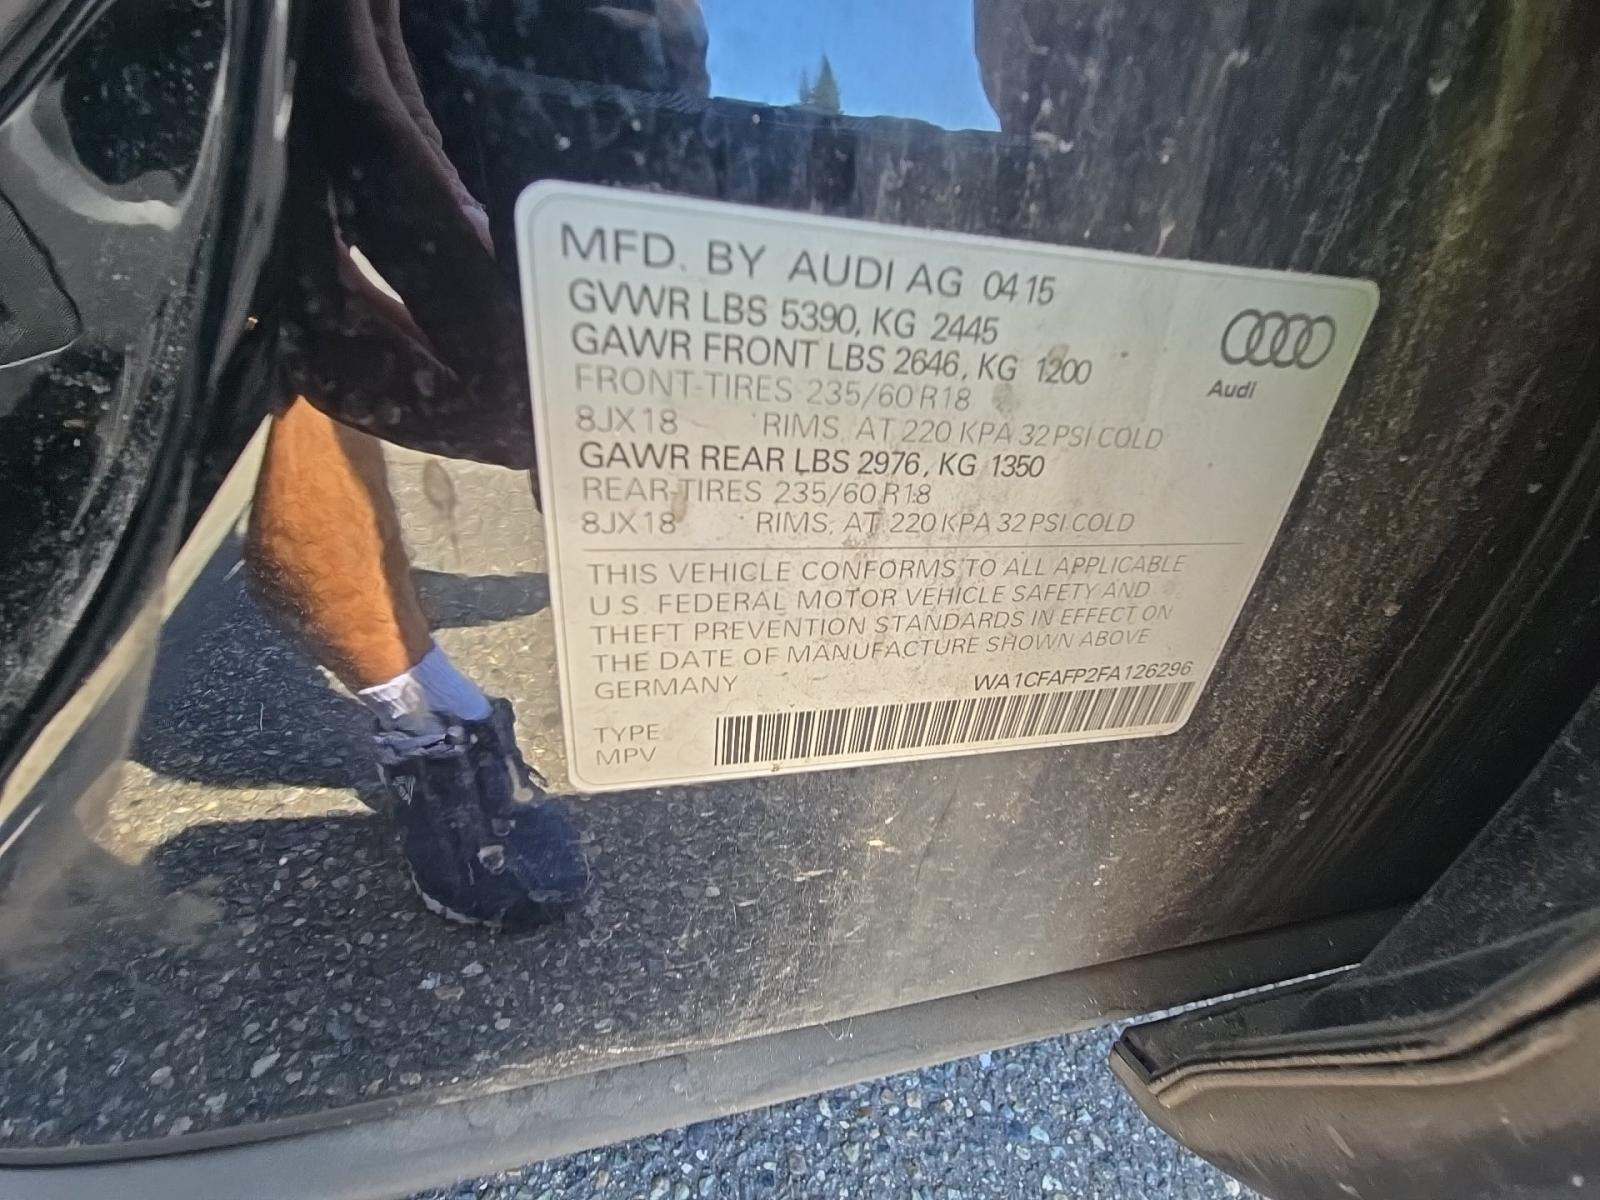 MFD. BY AUDI AG 0415
GVWR LBS 5390, KG 2445
GAWR FRONT LBS 2646, KG 1200
FRONT-TIRES 235/60 R18
8JX18 RIMS, AT 220 KPA 32 PSI COLD
GAWR REAR LBS 2976, KG 1350
REAR-TIRES 235/60 R18
8JX18 RIMS, AT 220 KPA 32 PSI COLD
Audi
THIS VEHICLE CONFORMS TO ALL APPLICABLE
U.S. FEDERAL MOTOR VEHICLE SAFETY AND
THEFT PREVENTION STANDARDS IN EFFECT ON
THE DATE OF MANUFACTURE SHOWN ABOVE
GERMANY WA1CFAFP2FA126296
TYPE
MPV